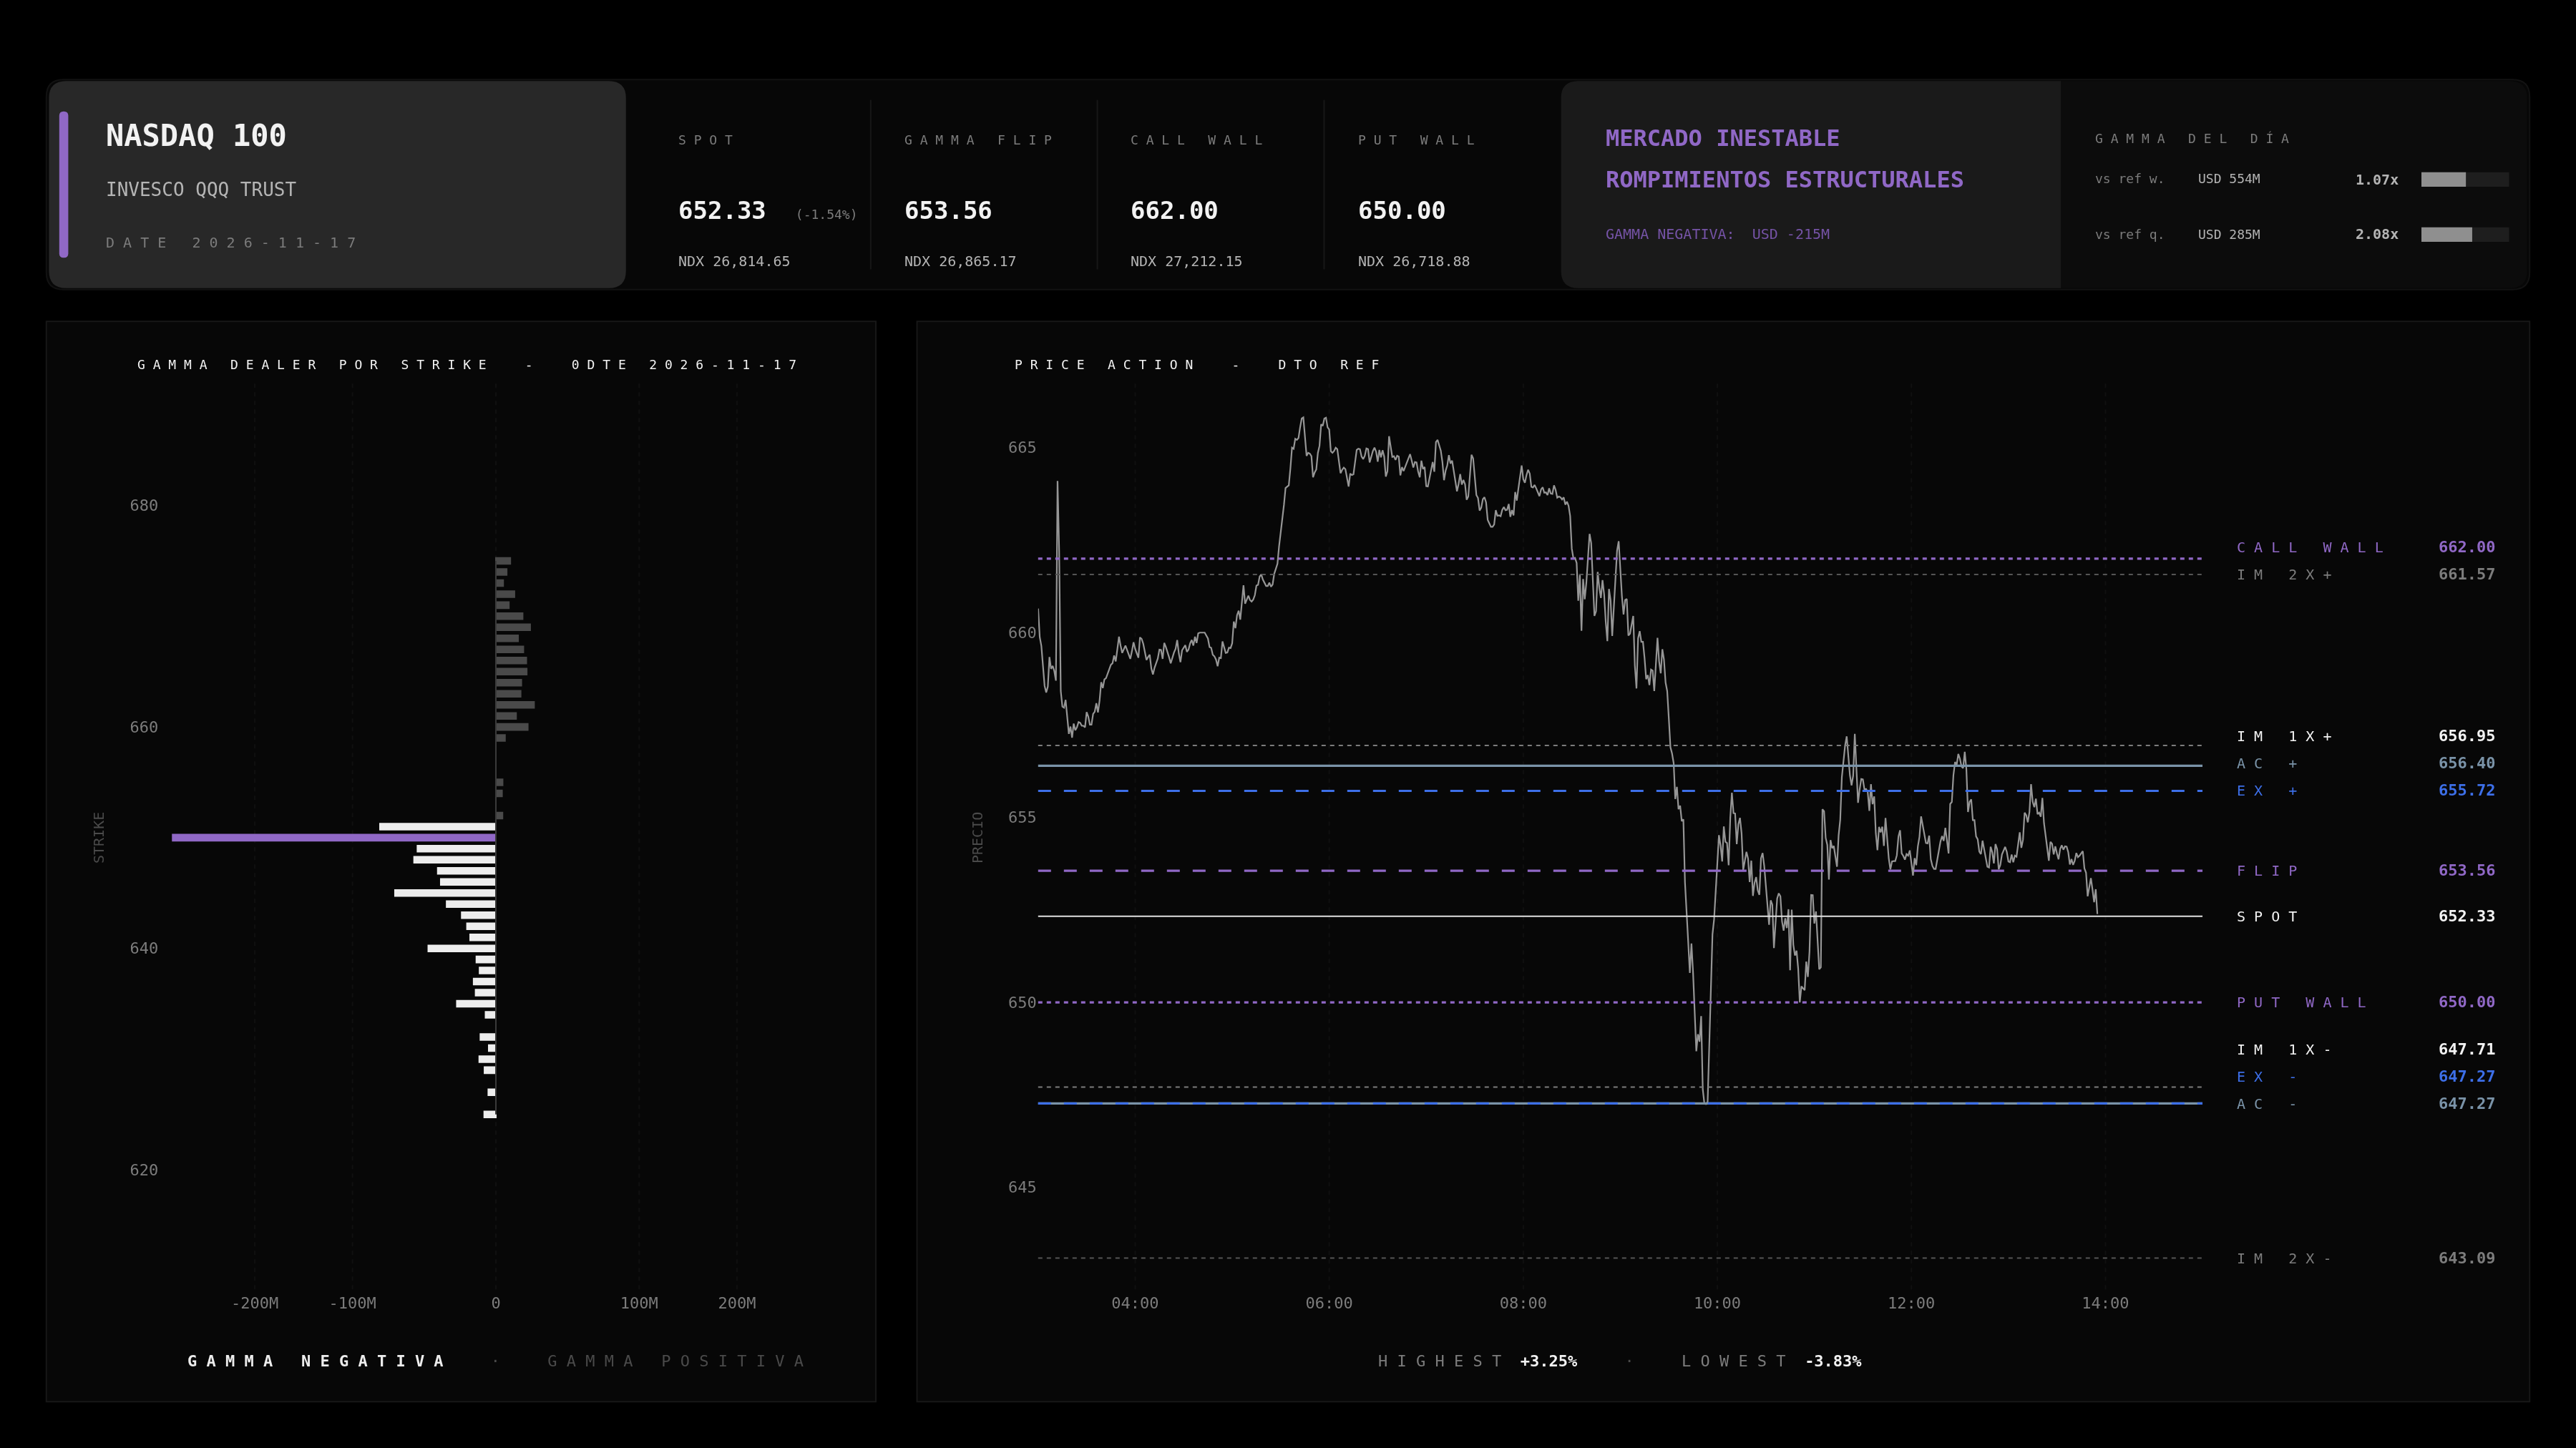 NASDAQ 100
INVESCO QQQ TRUST
DATE 2026-11-17
SPOT
652.33 (-1.54%)
NDX 26,814.65
GAMMA FLIP
653.56
NDX 26,865.17
CALL WALL
662.00
NDX 27,212.15
PUT WALL
650.00
NDX 26,718.88
MERCADO INESTABLE
ROMPIMIENTOS ESTRUCTURALES
GAMMA NEGATIVA: USD -215M
GAMMA DEL DÍA
vs ref w. USD 554M 1.07x
vs ref q. USD 285M 2.08x
GAMMA DEALER POR STRIKE - 0DTE 2026-11-17
STRIKE
680
660
640
620
-200M -100M 0 100M 200M
GAMMA NEGATIVA · GAMMA POSITIVA
PRICE ACTION - DTO REF
PRECIO
665
660
655
650
645
04:00 06:00 08:00 10:00 12:00 14:00
CALL WALL 662.00
IM 2X+ 661.57
IM 1X+ 656.95
AC + 656.40
EX + 655.72
FLIP 653.56
SPOT 652.33
PUT WALL 650.00
IM 1X- 647.71
EX - 647.27
AC - 647.27
IM 2X- 643.09
HIGHEST +3.25% · LOWEST -3.83%